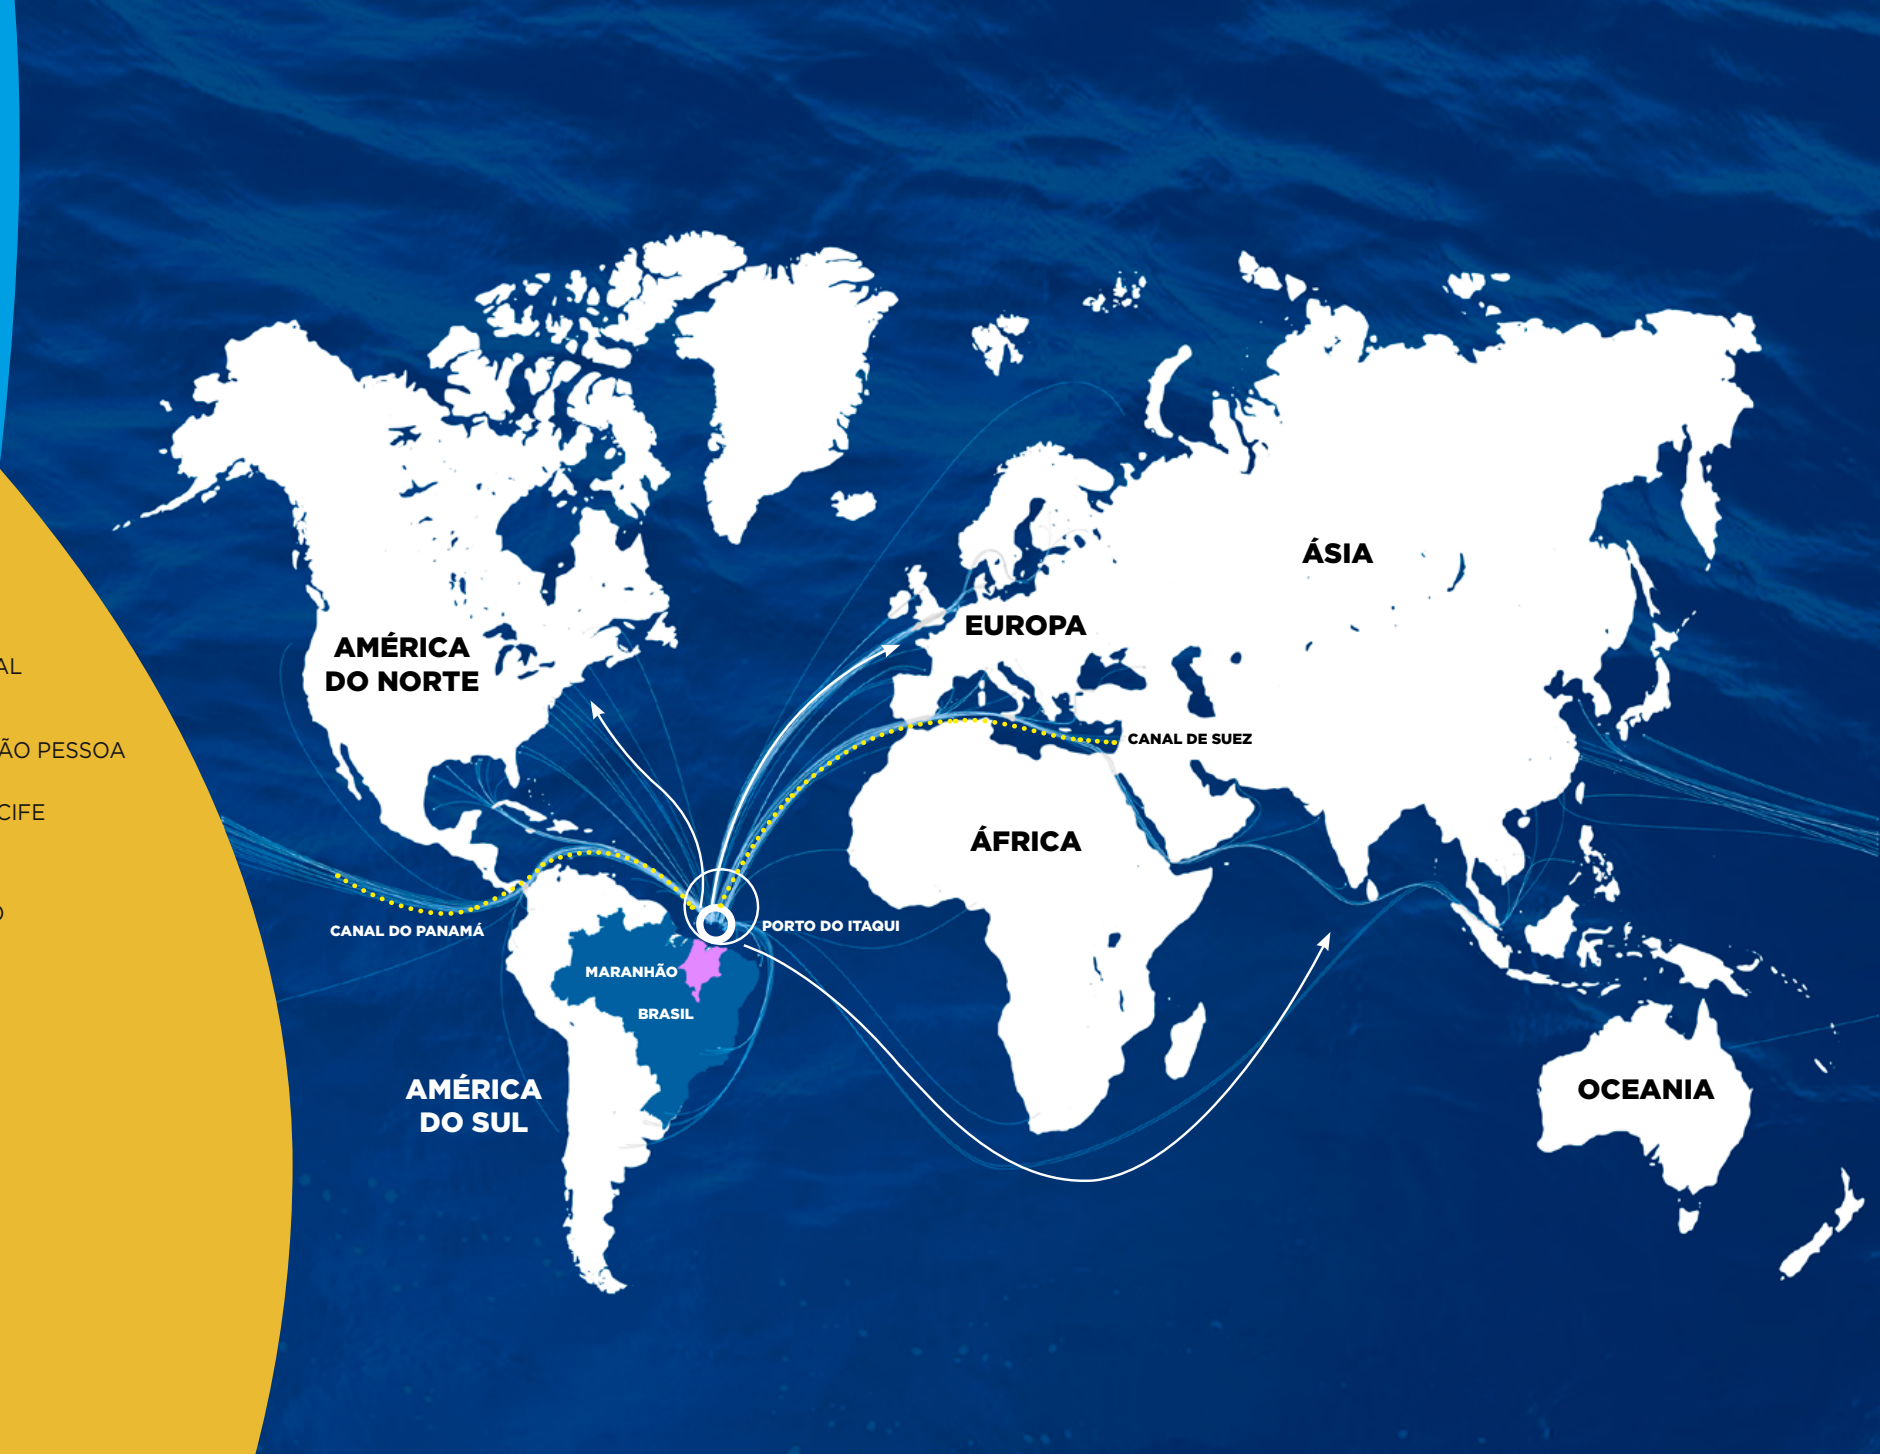 AL
ÃO PESSOA
CIFE
O
AMÉRICA
DO NORTE
EUROPA
ÁSIA
CANAL DE SUEZ
ÁFRICA
CANAL DO PANAMÁ
PORTO DO ITAQUI
MARANHÃO
BRASIL
AMÉRICA
DO SUL
OCEANIA